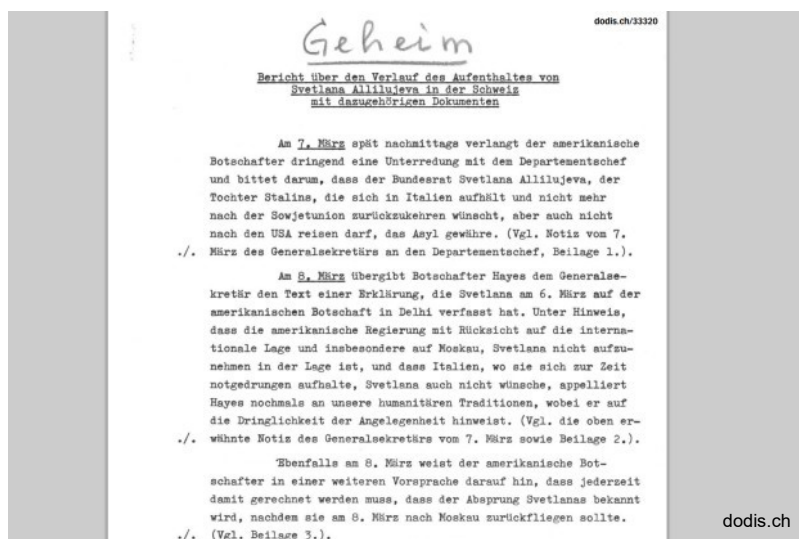 dodis.ch/33320
Geheim
Bericht über den Verlauf des Aufenthaltes von
Svetlana Allilujeva in der Schweiz
mit dazugehörigen Dokumenten
Am 7. März spät nachmittags verlangt der amerikanische
Botschafter dringend eine Unterredung mit dem Departementschef
und bittet darum, dass der Bundesrat Svetlana Allilujeva, der
Tochter Stalins, die sich in Italien aufhält und nicht mehr
nach der Sowjetunion zurückzukehren wünscht, aber auch nicht
nach den USA reisen darf, das Asyl gewähre. (Vgl. Notiz vom 7.
./. März des Generalsekretärs an den Departementschef, Beilage 1.).
Am 8. März übergibt Botschafter Hayes dem Generalse-
kretär den Text einer Erklärung, die Svetlana am 6. März auf der
amerikanischen Botschaft in Delhi verfasst hat. Unter Hinweis,
dass die amerikanische Regierung mit Rücksicht auf die interna-
tionale Lage und insbesondere auf Moskau, Svetlana nicht aufzu-
nehmen in der Lage ist, und dass Italien, wo sie sich zur Zeit
notgedrungen aufhalte, Svetlana auch nicht wünsche, appelliert
Hayes nochmals an unsere humanitären Traditionen, wobei er auf
die Dringlichkeit der Angelegenheit hinweist. (Vgl. die oben er-
./. wähnte Notiz des Generalsekretärs vom 7. März sowie Beilage 2.).
Ebenfalls am 8. März weist der amerikanische Bot-
schafter in einer weiteren Vorsprache darauf hin, dass jederzeit
damit gerechnet werden muss, dass der Absprung Svetlanas bekannt
wird, nachdem sie am 8. März nach Moskau zurückfliegen sollte.
./. (Vgl. Beilage 3.).
dodis.ch